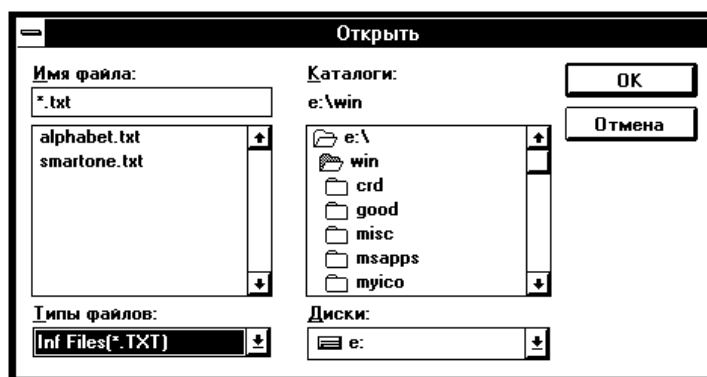 Открыть
Имя файла:
*.txt
alphabet.txt
smartone.txt
Типы файлов:
Inf Files(*.TXT)
Каталоги:
e:\win
e:\
win
crd
good
misc
msapps
myico
Диски:
e:
OK
Отмена